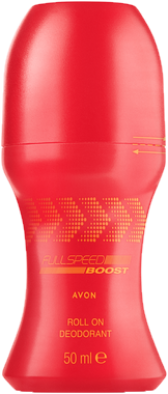 FULLSPEED
BOOST
AVON
ROLL ON
DEODORANT
50 ml e